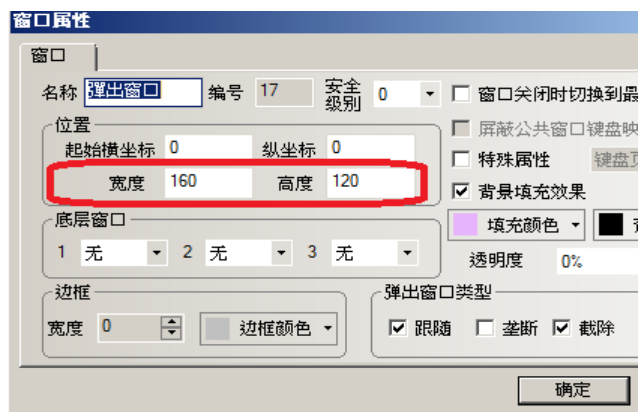 窗口属性
窗口
名称 彈出窗口 编号 17 安全级别 0 窗口关闭时切换到最
位置
屏蔽公共窗口键盘映
起始横坐标 0 纵坐标 0
特殊属性 键盘页
宽度 160 高度 120
背景填充效果
底层窗口
填充颜色
1 无 2 无 3 无
透明度 0%
边框 弹出窗口类型
宽度 0 边框颜色 跟随 垄断 截除
确定